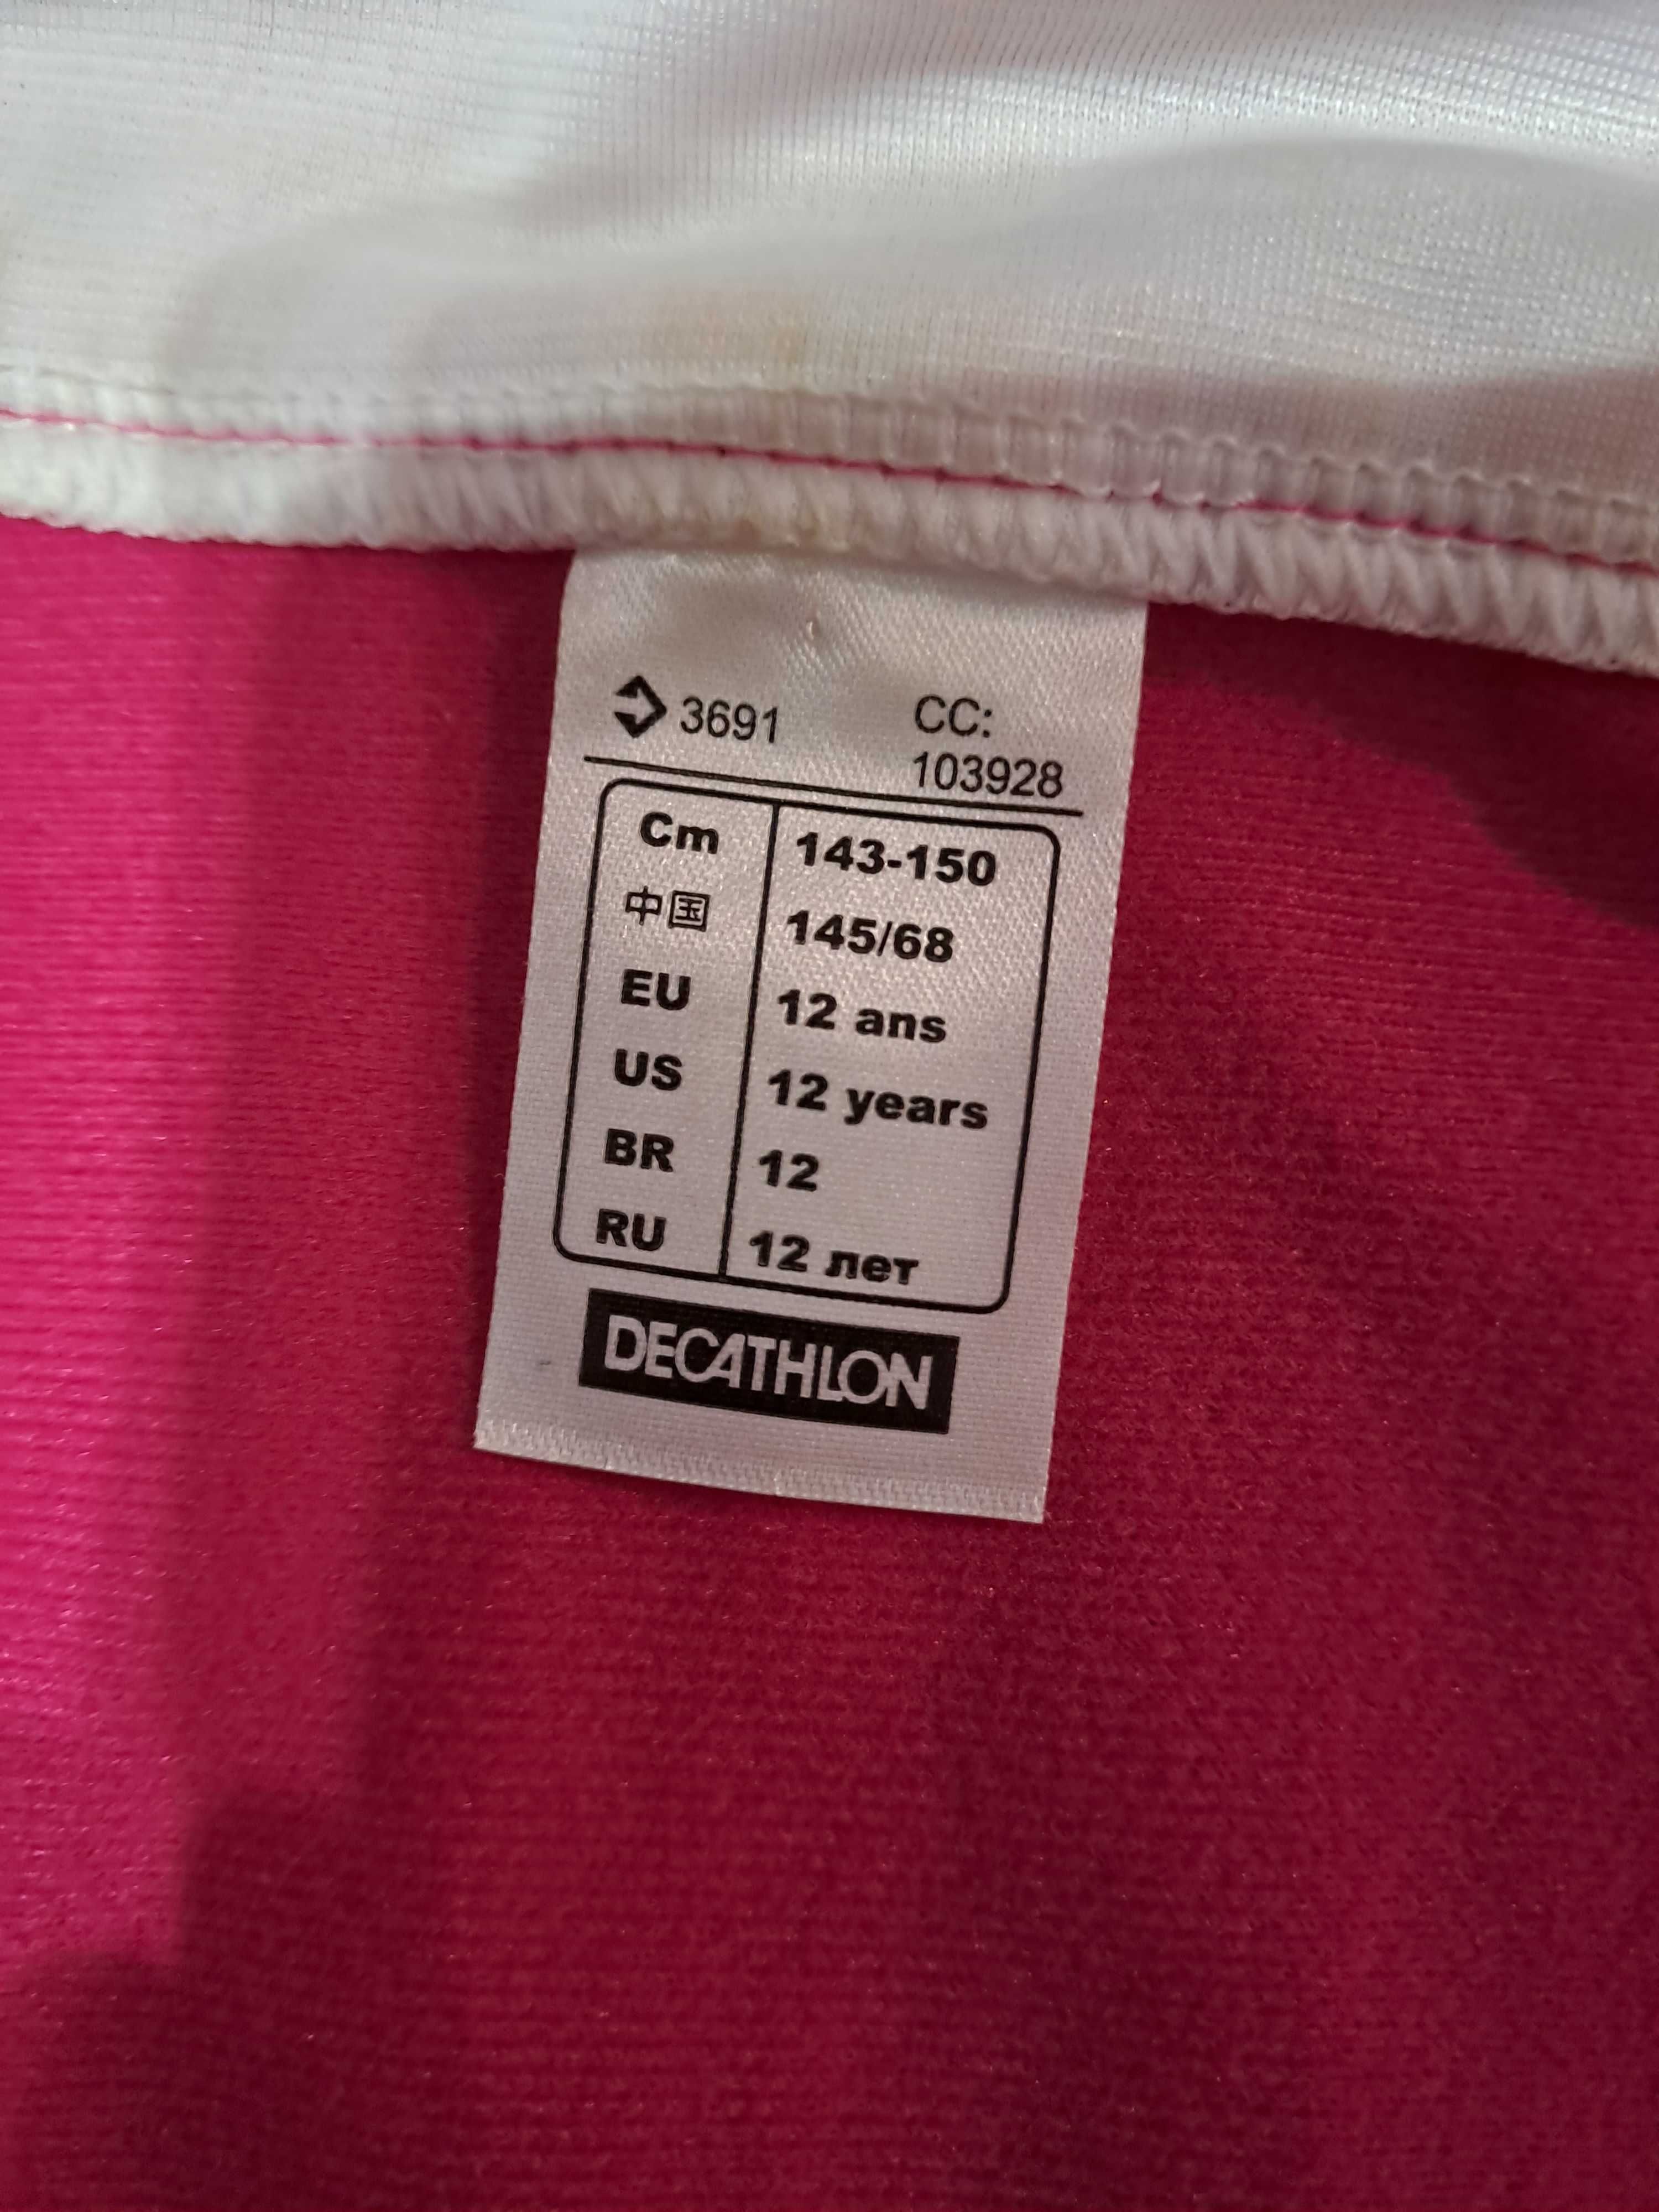 3691 CC:
103928
Cm 143-150
中国 145/68
EU 12 ans
US 12 years
BR 12
RU 12 лет
DECATHLON